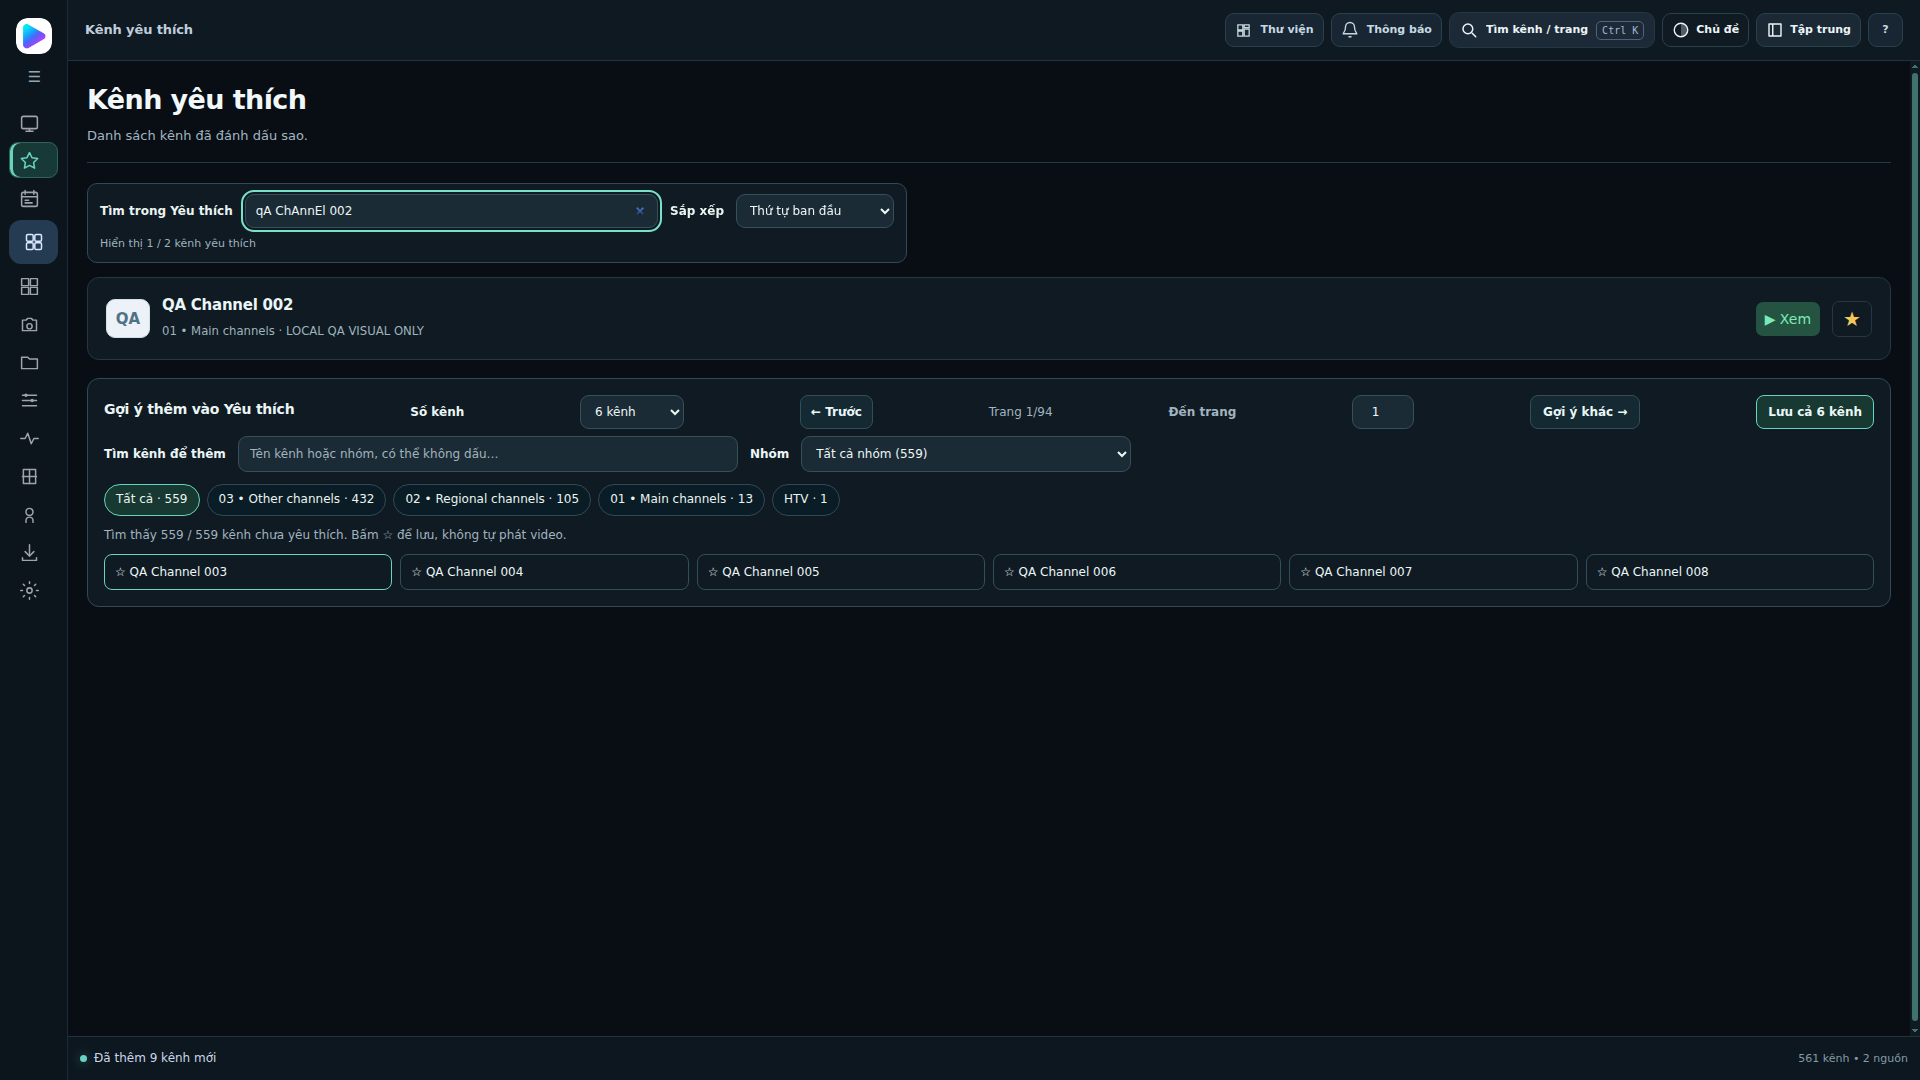 Kênh yêu thích
Thư viện
Thông báo
Tìm kênh / trang Ctrl K
Chủ đề
Tập trung
?
Kênh yêu thích
Danh sách kênh đã đánh dấu sao.
Tìm trong Yêu thích qA ChAnnEl 002 Sắp xếp Thứ tự ban đầu
Hiển thị 1 / 2 kênh yêu thích
QA
QA Channel 002
01 • Main channels · LOCAL QA VISUAL ONLY
▶ Xem ★
Gợi ý thêm vào Yêu thích Số kênh 6 kênh ← Trước Trang 1/94 Đến trang 1 Gợi ý khác → Lưu cả 6 kênh
Tìm kênh để thêm Tên kênh hoặc nhóm, có thể không dấu... Nhóm Tất cả nhóm (559)
Tất cả · 559 03 • Other channels · 432 02 • Regional channels · 105 01 • Main channels · 13 HTV · 1
Tìm thấy 559 / 559 kênh chưa yêu thích. Bấm ☆ để lưu, không tự phát video.
☆ QA Channel 003 ☆ QA Channel 004 ☆ QA Channel 005 ☆ QA Channel 006 ☆ QA Channel 007 ☆ QA Channel 008
Đã thêm 9 kênh mới
561 kênh • 2 nguồn